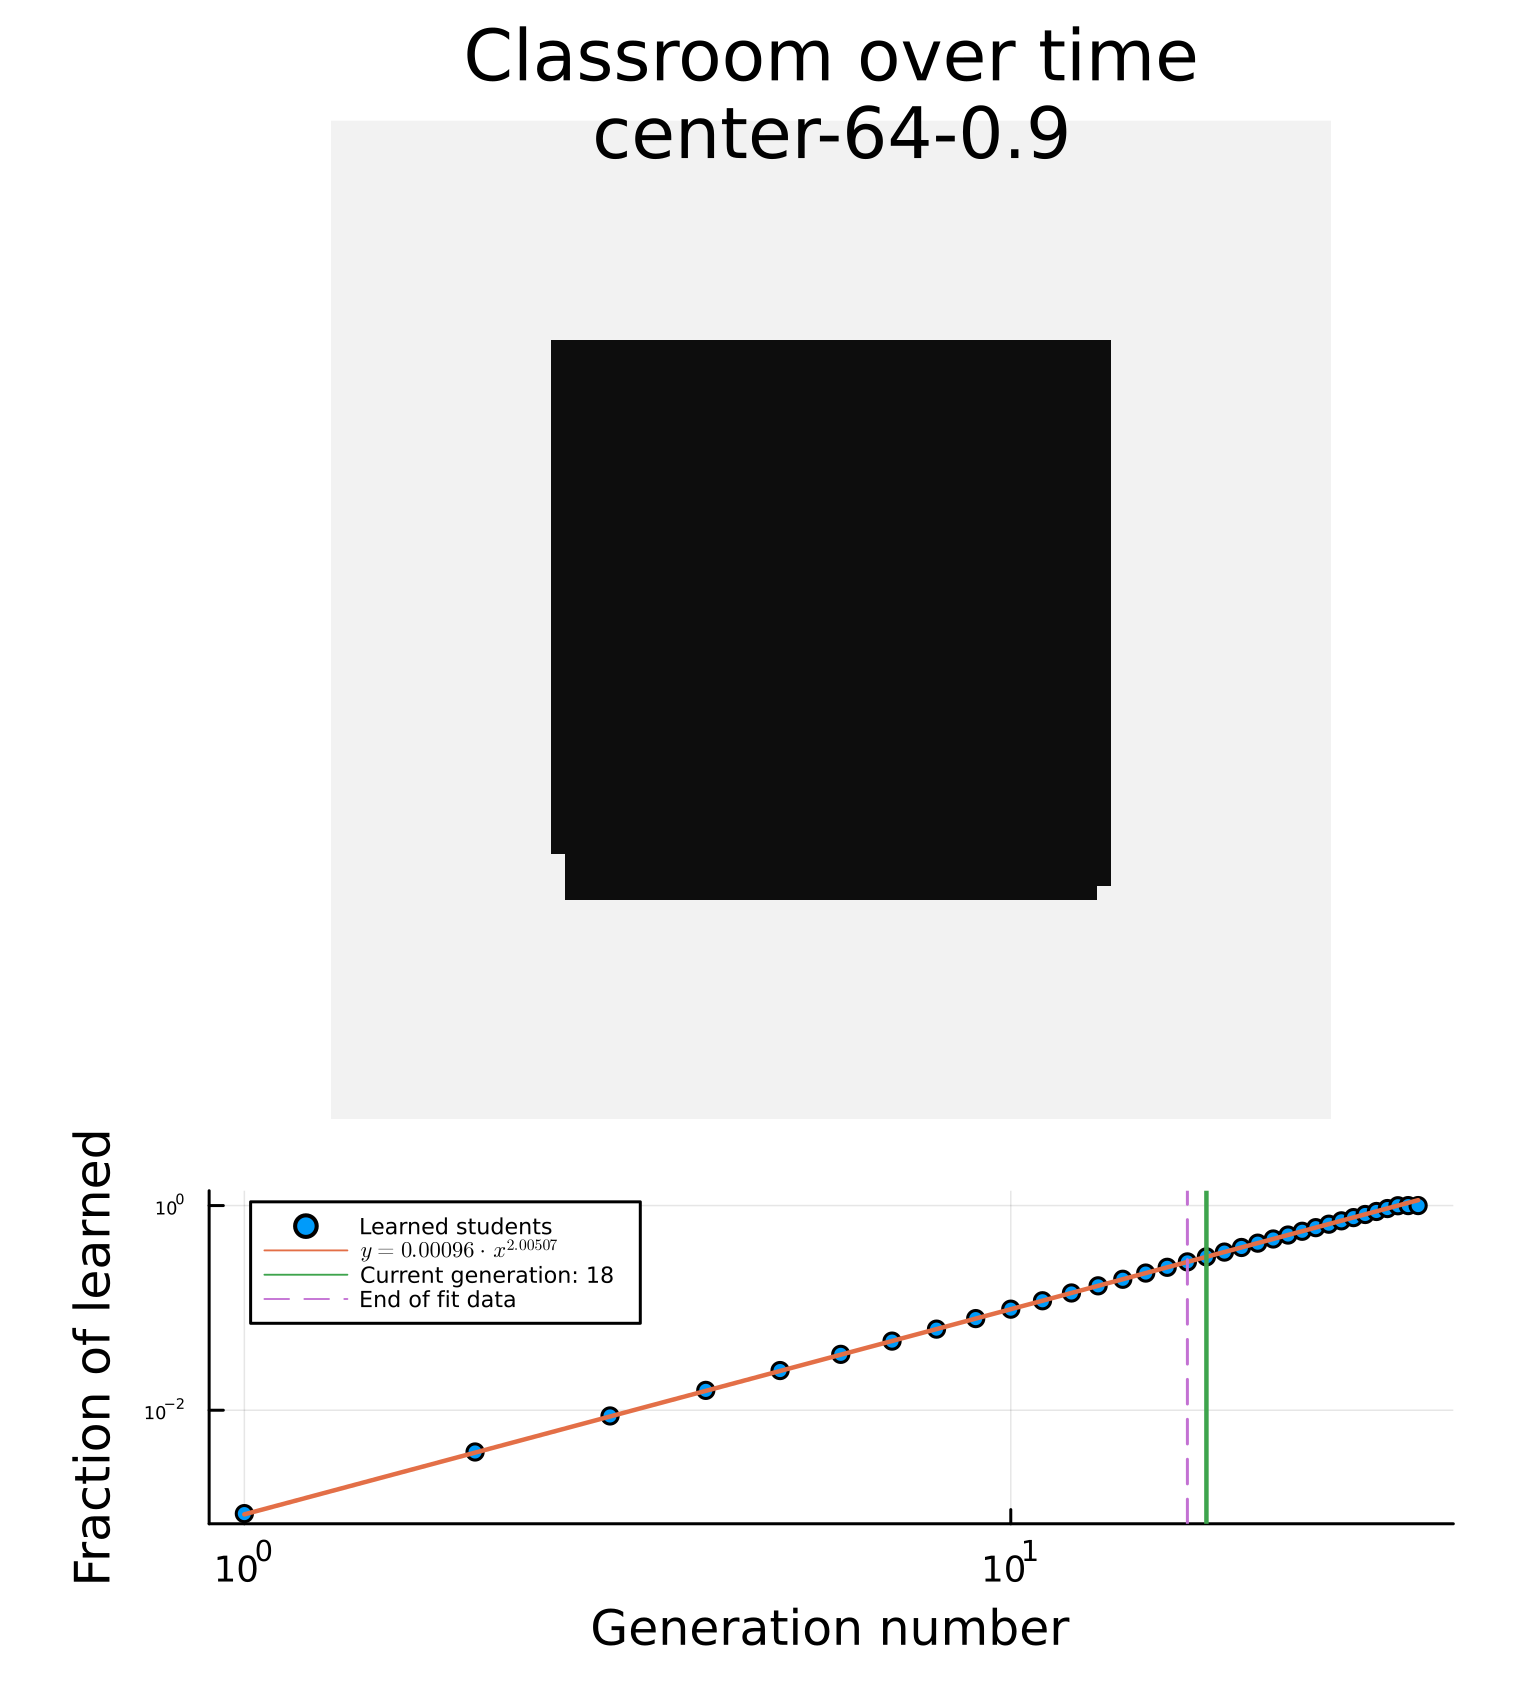 Classroom over time
center-64-0.9
Fraction of learned
10⁰
10⁻²
Learned students
y = 0.00096 · x^{2.00507}
Current generation: 18
End of fit data
10⁰
10¹
Generation number